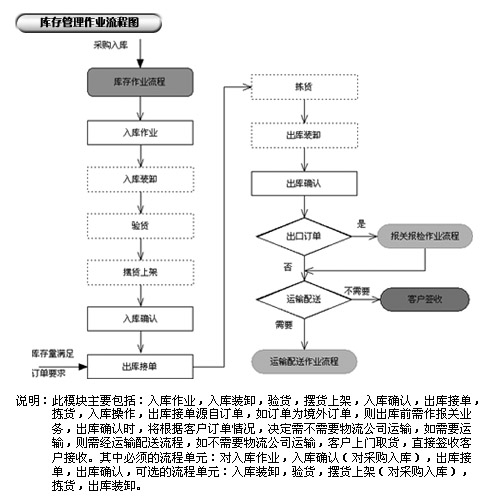 库存管理作业流程图
采购入库
库存作业流程
入库作业
入库装卸
验货
摆货上架
入库确认
库存量满足
订单要求
出库接单
拣货
出库装卸
出库确认
出口订单
是
报关报检作业流程
否
运输配送
不需要
客户签收
需要
运输配送作业流程
说明：此模块主要包括：入库作业，入库装卸，验货，摆货上架，入库确认，出库接单，
拣货，入库操作，出库接单源自订单，如订单为境外订单，则出库前需作报关业
务，出库确认时，将根据客户订单情况，决定需不需要物流公司运输，如需要运
输，则需经运输配送流程，如不需要物流公司运输，客户上门取货，直接签收客
户接收。其中必须的流程单元：对入库作业，入库确认（对采购入库），出库接
单，出库确认，可选的流程单元：入库装卸，验货，摆货上架（对采购入库），
拣货，出库装卸。